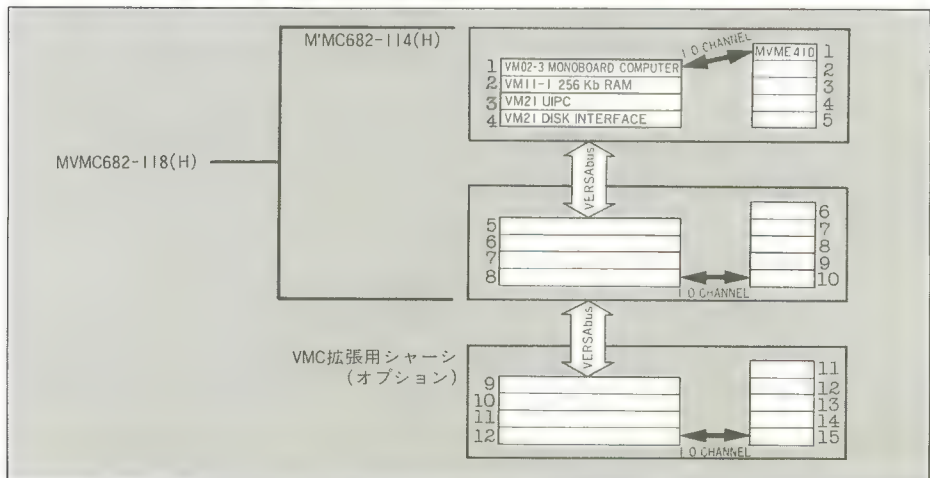 M'MC682-114(H)
I O CHANNEL
1 VM02-3 MONOBOARD COMPUTER
2 VM11-1 256 Kb RAM
3 VM21 UIPC
4 VM21 DISK INTERFACE
MVME410 1
2
3
4
5
MVMC682-118(H)
VERSAbus
5
6
7
8
6
7
8
9
10
I O CHANNEL
VERSAbus
VMC拡張用シャーシ
(オプション)
9
10
11
12
11
12
13
14
15
I O CHANNEL